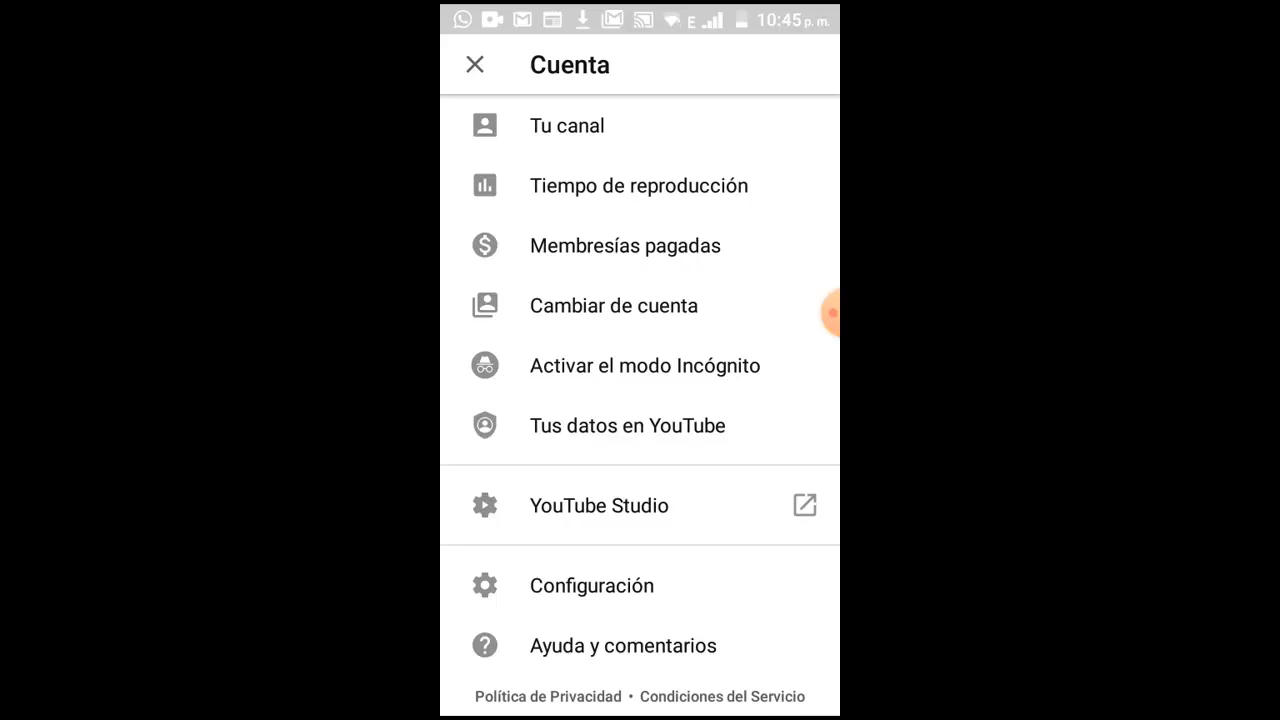 E 10:45 p. m.
Cuenta
Tu canal
Tiempo de reproducción
Membresías pagadas
Cambiar de cuenta
Activar el modo Incógnito
Tus datos en YouTube
YouTube Studio
Configuración
Ayuda y comentarios
Política de Privacidad • Condiciones del Servicio